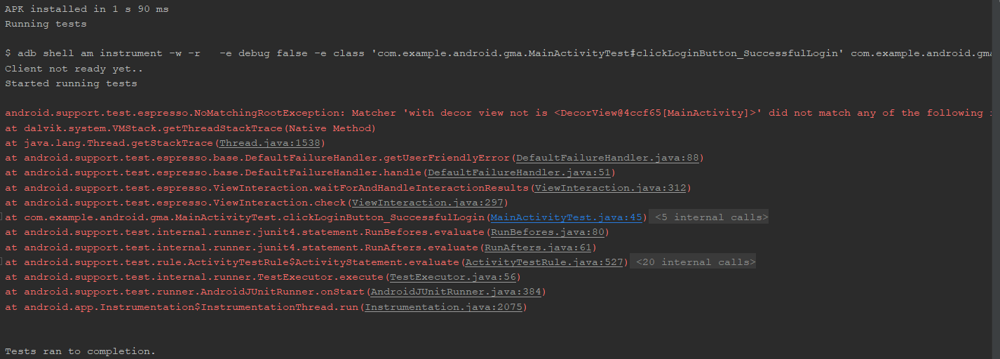 APK installed in 1 s 90 ms
Running tests
$ adb shell am instrument -w -r   -e debug false -e class 'com.example.android.gma.MainActivityTest#clickLoginButton_SuccessfulLogin' com.example.android.gma
Client not ready yet..
Started running tests
android.support.test.espresso.NoMatchingRootException: Matcher 'with decor view not is <DecorView@4ccf65[MainActivity]>' did not match any of the following
at dalvik.system.VMStack.getThreadStackTrace(Native Method)
at java.lang.Thread.getStackTrace(Thread.java:1538)
at android.support.test.espresso.base.DefaultFailureHandler.getUserFriendlyError(DefaultFailureHandler.java:88)
at android.support.test.espresso.base.DefaultFailureHandler.handle(DefaultFailureHandler.java:51)
at android.support.test.espresso.ViewInteraction.waitForAndHandleInteractionResults(ViewInteraction.java:312)
at android.support.test.espresso.ViewInteraction.check(ViewInteraction.java:297)
at com.example.android.gma.MainActivityTest.clickLoginButton_SuccessfulLogin(MainActivityTest.java:45) <5 internal calls>
at android.support.test.internal.runner.junit4.statement.RunBefores.evaluate(RunBefores.java:80)
at android.support.test.internal.runner.junit4.statement.RunAfters.evaluate(RunAfters.java:61)
at android.support.test.rule.ActivityTestRule$ActivityStatement.evaluate(ActivityTestRule.java:527) <20 internal calls>
at android.support.test.internal.runner.TestExecutor.execute(TestExecutor.java:56)
at android.support.test.runner.AndroidJUnitRunner.onStart(AndroidJUnitRunner.java:384)
at android.app.Instrumentation$InstrumentationThread.run(Instrumentation.java:2075)
Tests ran to completion.